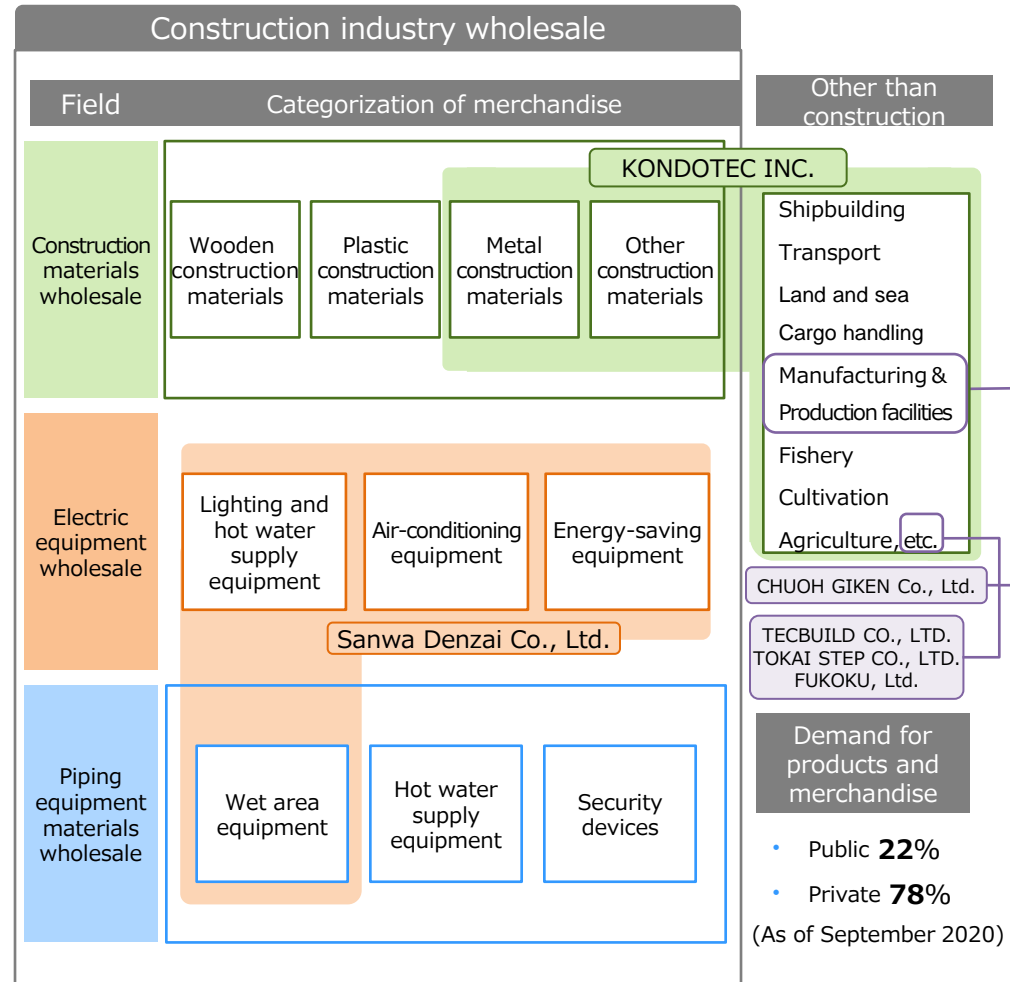 Construction industry wholesale
Field
Categorization of merchandise
Other than
construction
KONDOTEC INC.
Construction
materials
wholesale
Wooden
construction
materials
Plastic
construction
materials
Metal
construction
materials
Other
construction
materials
Shipbuilding
Transport
Land and sea
Cargo handling
Manufacturing &
Production facilities
Fishery
Cultivation
Agriculture, etc.
Electric
equipment
wholesale
Lighting and
hot water
supply
equipment
Air-conditioning
equipment
Energy-saving
equipment
Sanwa Denzai Co., Ltd.
CHUOH GIKEN Co., Ltd.
TECBUILD CO., LTD.
TOKAI STEP CO., LTD.
FUKOKU, Ltd.
Piping
equipment
materials
wholesale
Wet area
equipment
Hot water
supply
equipment
Security
devices
Demand for
products and
merchandise
• Public 22%
• Private 78%
(As of September 2020)